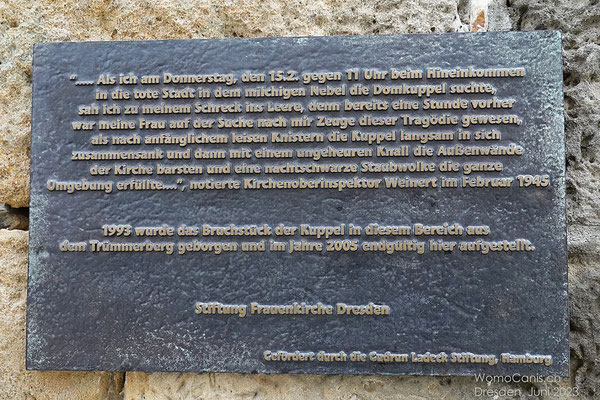 “..... Als ich am Donnerstag, den 15.2. gegen 11 Uhr beim Hineinkommen
in die tote Stadt in dem milchigen Nebel die Domkuppel suchte,
sah ich zu meinem Schreck ins Leere, denn bereits eine Stunde vorher
war meine Frau auf der Suche nach mir Zeuge dieser Tragödie gewesen,
als nach anfänglichem leisen Knistern die Kuppel langsam in sich
zusammensank und dann mit einem ungeheuren Knall die Außenwände
der Kirche barsten und eine nachtschwarze Staubwolke die ganze
Umgebung erfüllte....“, notierte Kirchenoberinspektor Weinert im Februar 1945
1993 wurde das Bruchstück der Kuppel in diesem Bereich aus
dem Trümmerberg geborgen und im Jahre 2005 endgültig hier aufgestellt.
Stiftung Frauenkirche Dresden
Gefördert durch die Gudrun Ladeck Stiftung, Hamburg
WomoCanis.ch
Dresden, Juni 2023